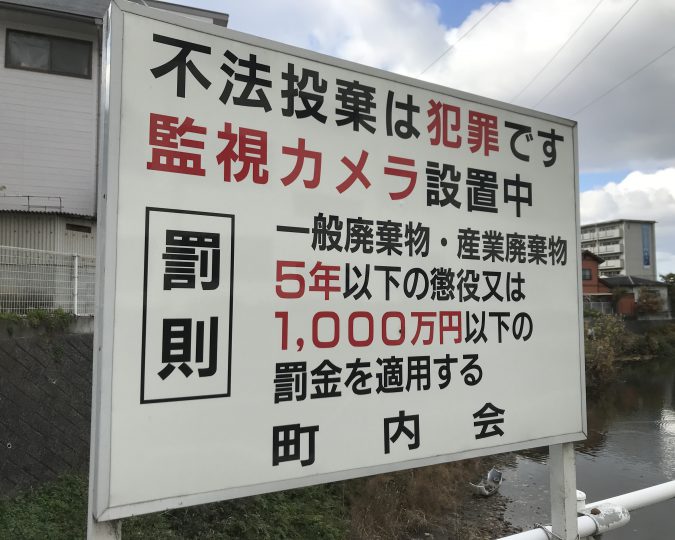 不法投棄は犯罪です
監視カメラ設置中
罰則
一般廃棄物・産業廃棄物
5年以下の懲役又は
1,000万円以下の
罰金を適用する
町内会